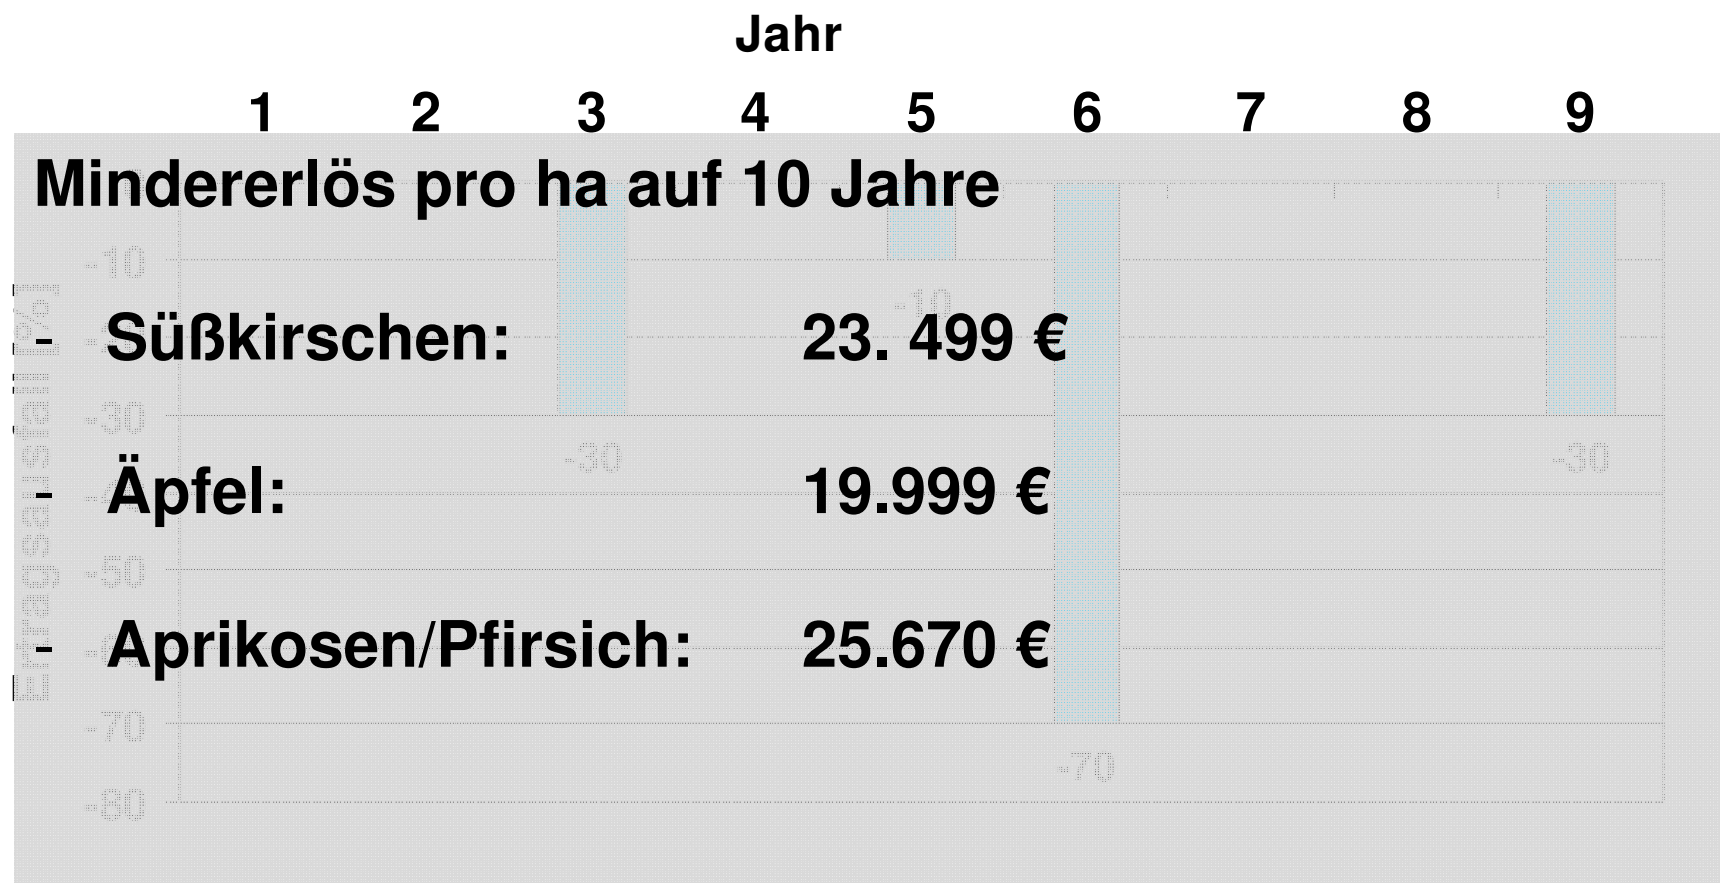 Jahr
1 2 3 4 5 6 7 8 9
Mindererlös pro ha auf 10 Jahre
-10
-10
- Süßkirschen: 23. 499 €
-30
-30
-30
- Äpfel: 19.999 €
-50
- Aprikosen/Pfirsich: 25.670 €
-70
-70
-80
Ertragsausfall [%]